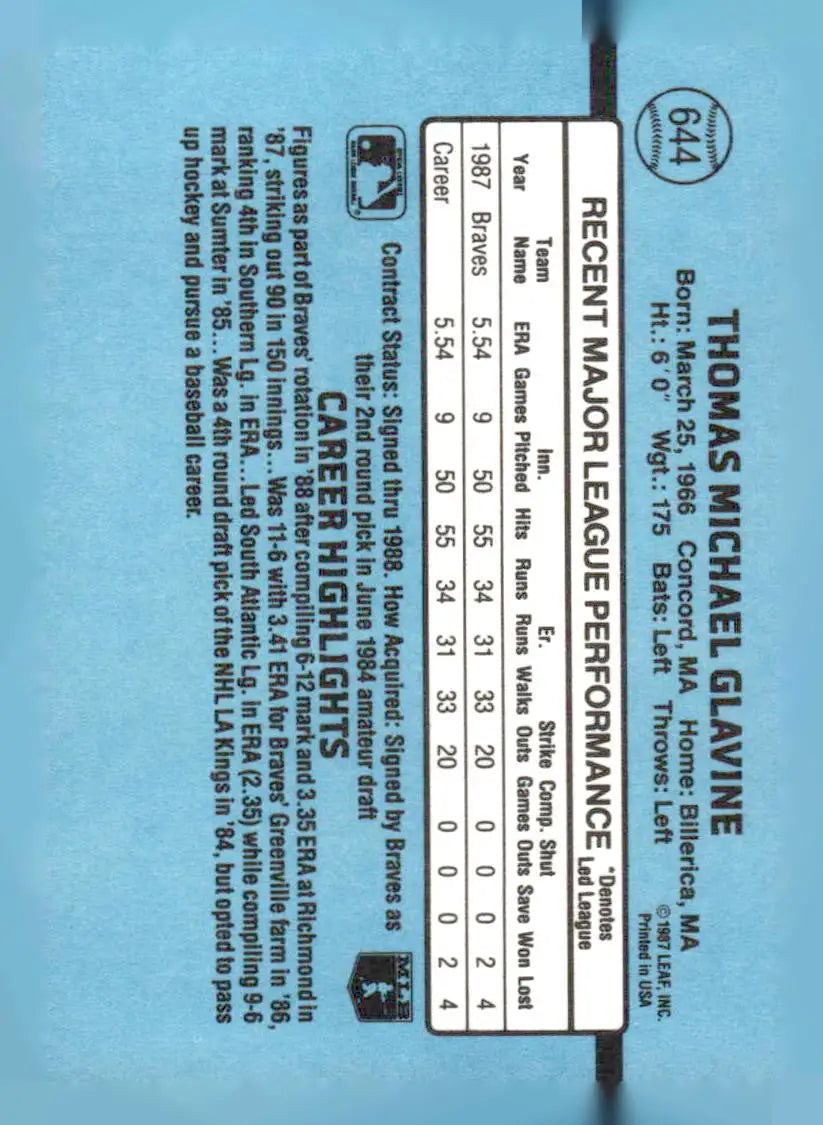 644
THOMAS MICHAEL GLAVINE
Born: March 25, 1966 Concord, MA Home: Billerica, MA
Ht.: 6'0" Wgt.: 175 Bats: Left Throws: Left
©1987 LEAF, INC.
Printed in USA
RECENT MAJOR LEAGUE PERFORMANCE
*Denotes
Led League
Team Inn. Er. Strike Comp. Shut
Year Name ERA Games Pitched Hits Runs Runs Walks Outs Games Outs Save Won Lost
1987 Braves 5.54 9 50 55 34 31 33 20 0 0 0 2 4
Career 5.54 9 50 55 34 31 33 20 0 0 0 2 4
Contract Status: Signed thru 1988. How Acquired: Signed by Braves as
their 2nd round pick in June 1984 amateur draft
MLB
CAREER HIGHLIGHTS
Figures as part of Braves' rotation in '88 after compiling 6-12 mark and 3.35 ERA at Richmond in
'87, striking out 90 in 150 innings... Was 11-6 with 3.41 ERA for Braves' Greenville farm in '86,
ranking 4th in Southern Lg. in ERA... Led South Atlantic Lg. in ERA (2.35) while compiling 9-6
mark at Sumter in '85... Was a 4th round draft pick of the NHL LA Kings in '84, but opted to pass
up hockey and pursue a baseball career.